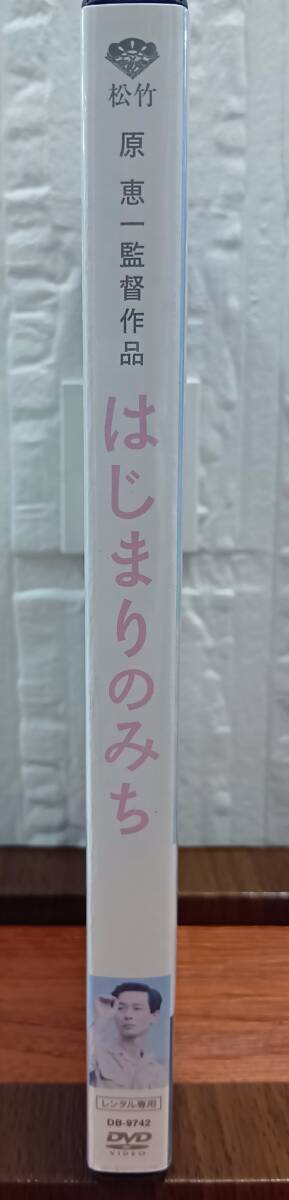 松竹
原 恵一監督作品
はじまりのみち
レンタル専用
DB-9742
DVD
VIDEO